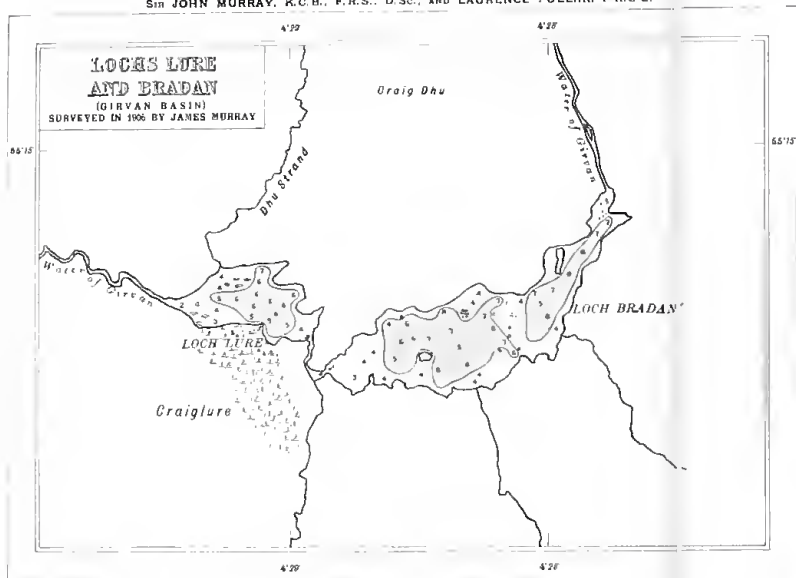 SIR JOHN MURRAY, K.C.B., F.R.S., D.SC., AND LAURENCE
4°29 4°28
LOCHS LURE
AND BRADAN
(GIRVAN BASIN)
SURVEYED IN 1906 BY JAMES MURRAY
Craig Dhu
Water of Girvan
55°15 55°15
Dhu Strand
Water of Girvan
LOCH BRADAN
LOCH LURE
Craiglure
4°29 4°28